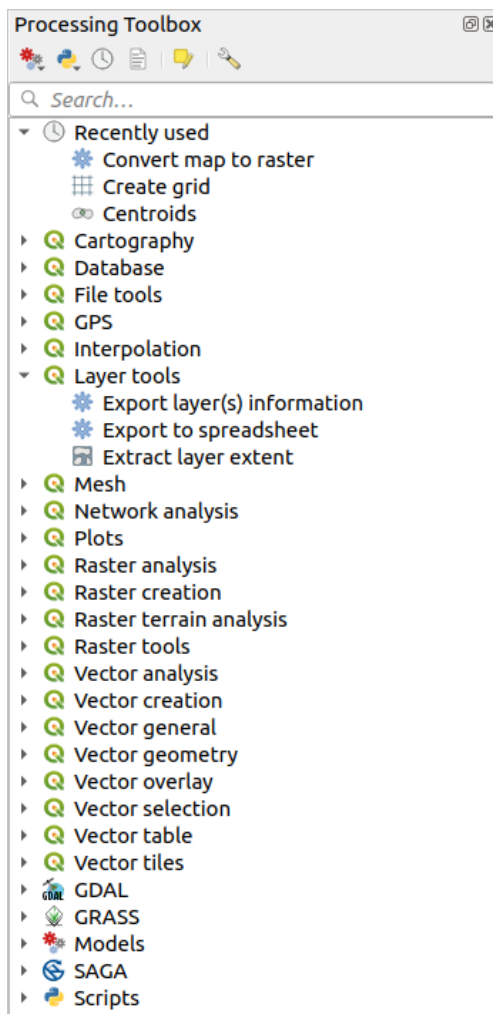 Processing Toolbox
Search...
Recently used
Convert map to raster
Create grid
Centroids
Cartography
Database
File tools
GPS
Interpolation
Layer tools
Export layer(s) information
Export to spreadsheet
Extract layer extent
Mesh
Network analysis
Plots
Raster analysis
Raster creation
Raster terrain analysis
Raster tools
Vector analysis
Vector creation
Vector general
Vector geometry
Vector overlay
Vector selection
Vector table
Vector tiles
GDAL GDAL
GRASS
Models
SAGA
Scripts